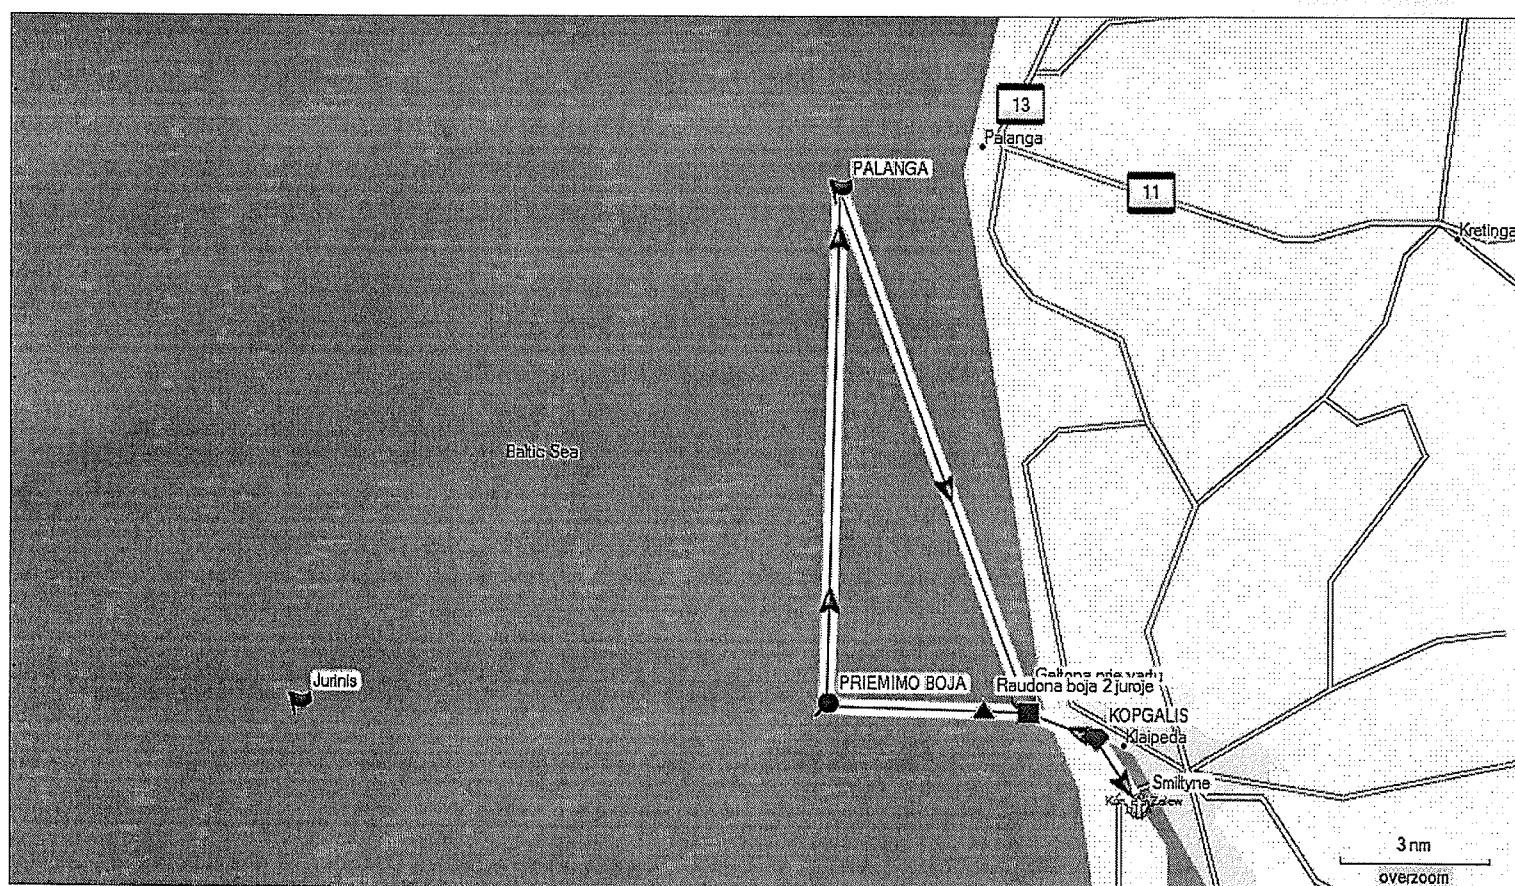 13
Palanga
PALANGA
11
Kretinga
Baltic Sea
Jurinis
PRIEMIMO BOJA
Raudona boja 2 juroje
KOPGALIS
Klaipeda
Smiltyne
3 nm
overzoom